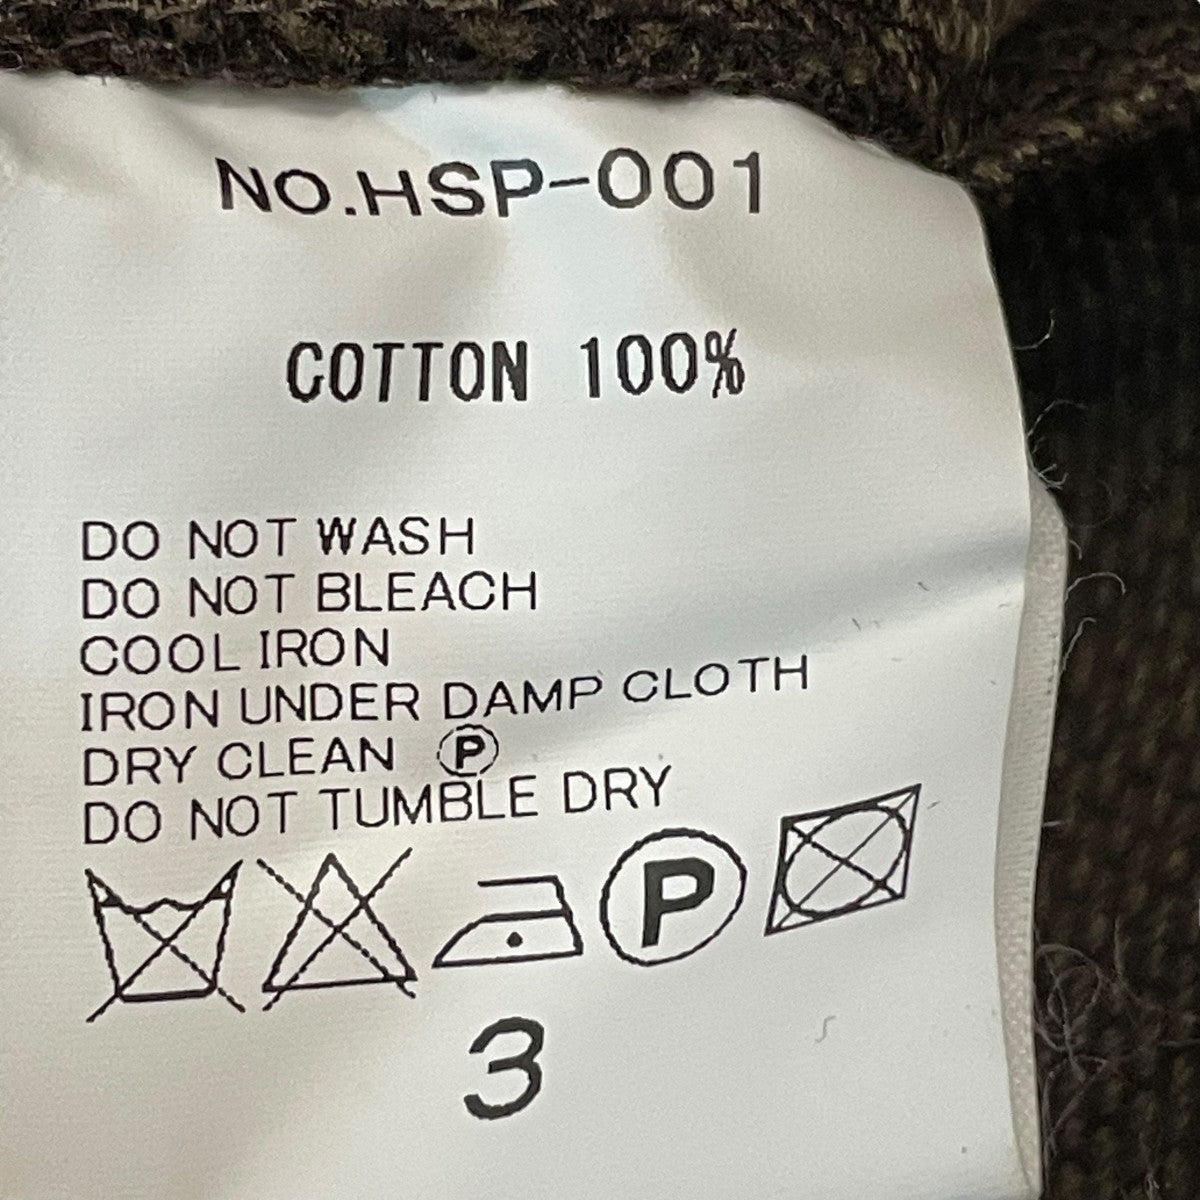 NO.HSP-001
COTTON 100%
DO NOT WASH
DO NOT BLEACH
COOL IRON
IRON UNDER DAMP CLOTH
DRY CLEAN Ⓟ
DO NOT TUMBLE DRY
P
3